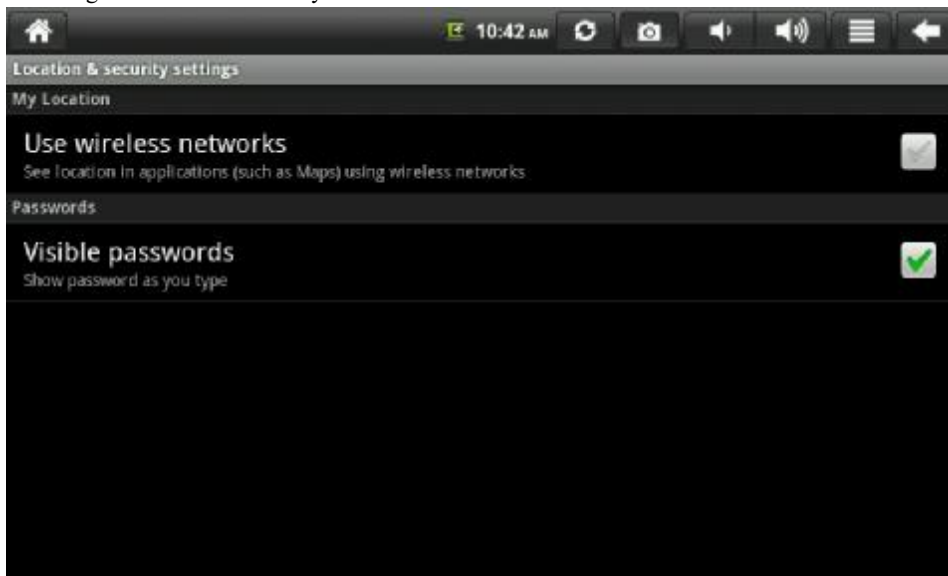 10:42 AM
Location & security settings
My Location
Use wireless networks
See location in applications (such as Maps) using wireless networks
Passwords
Visible passwords
Show password as you type